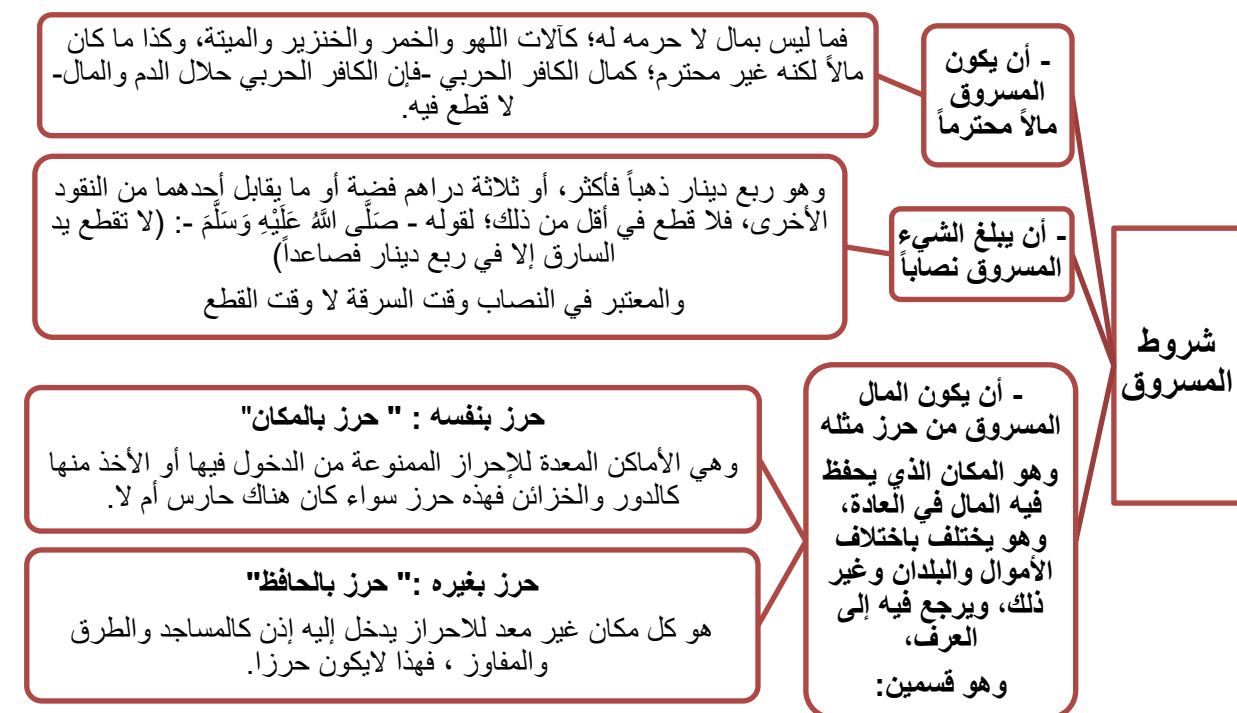 شروط
المسروق
- أن يكون
المسروق
مالاً محترماً
فما ليس بمال لا حرمه له؛ كآلات اللهو والخمر والخنزير والميتة، وكذا ما كان
مالاً لكنه غير محترم؛ كمال الكافر الحربي -فإن الكافر الحربي حلال الدم والمال-
لا قطع فيه.
- أن يبلغ الشيء
المسروق نصاباً
وهو ربع دينار ذهباً فأكثر، أو ثلاثة دراهم فضة أو ما يقابل أحدهما من النقود
الأخرى، فلا قطع في أقل من ذلك؛ لقوله - صَلَّى اللَّهُ عَلَيْهِ وَسَلَّمَ -: (لا تقطع يد
السارق إلا في ربع دينار فصاعداً)
والمعتبر في النصاب وقت السرقة لا وقت القطع
- أن يكون المال
المسروق من حرز مثله
وهو المكان الذي يحفظ
فيه المال في العادة،
وهو يختلف باختلاف
الأموال والبلدان وغير
ذلك، ويرجع فيه إلى
العرف،
وهو قسمين:
حرز بنفسه : " حرز بالمكان"
وهي الأماكن المعدة للإحراز الممنوعة من الدخول فيها أو الأخذ منها
كالدور والخزائن فهذه حرز سواء كان هناك حارس أم لا.
حرز بغيره :" حرز بالحافظ"
هو كل مكان غير معد للاحراز يدخل إليه إذن كالمساجد والطرق
والمفاوز ، فهذا لايكون حرزا.